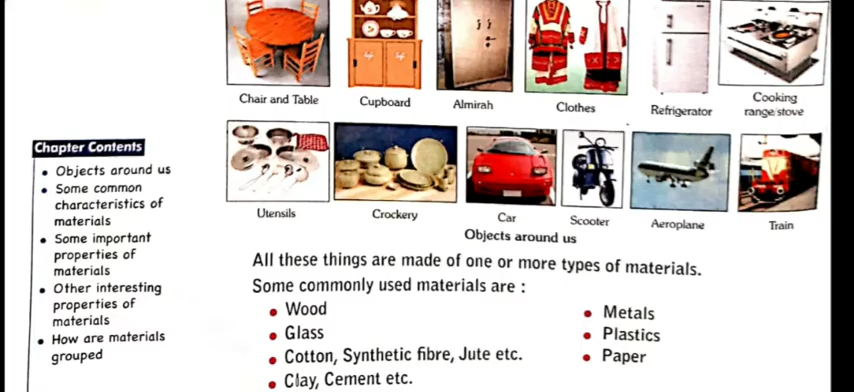 Chair and Table
Cupboard
Almirah
Clothes
Refrigerator
Cooking
range/stove
Utensils
Crockery
Car
Scooter
Aeroplane
Train
Objects around us
Chapter Contents
• Objects around us
• Some common
characteristics of
materials
• Some important
properties of
materials
• Other interesting
properties of
materials
• How are materials
grouped
All these things are made of one or more types of materials.
Some commonly used materials are :
• Wood
• Glass
• Cotton, Synthetic fibre, Jute etc.
• Clay, Cement etc.
• Metals
• Plastics
• Paper